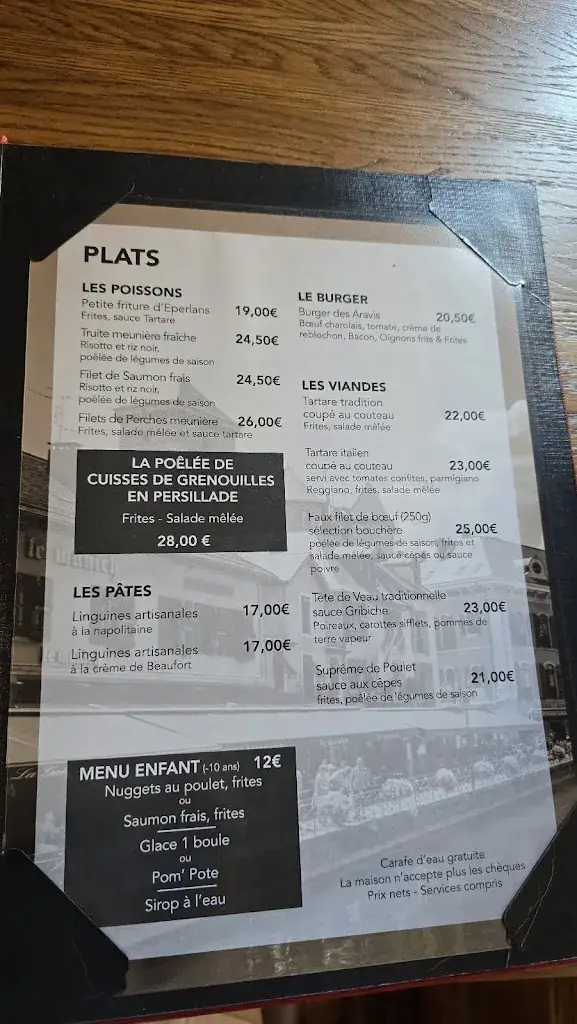 PLATS
LES POISSONS
Petite friture d'Eperlans 19,00€
Frites, sauce Tartare
Truite meunière fraîche 24,50€
Risotto et riz noir,
poêlée de légumes de saison
Filet de Saumon frais 24,50€
Risotto et riz noir,
poêlée de légumes de saison
Filets de Perches meunière 26,00€
Frites, salade mêlée et sauce tartare
LA POÊLÉE DE
CUISSES DE GRENOUILLES
EN PERSILLADE
Frites - Salade mêlée
28,00 €
LES PÂTES
Linguines artisanales 17,00€
à la napolitaine
Linguines artisanales 17,00€
à la crème de Beaufort
MENU ENFANT (-10 ans) 12€
Nuggets au poulet, frites
ou
Saumon frais, frites
Glace 1 boule
ou
Pom' Pote
Sirop à l'eau
LE BURGER
Burger des Aravis 20,50€
Bœuf charolais, tomate, crème de
reblochon, Bacon, Oignons frits & Frites
LES VIANDES
Tartare tradition
coupé au couteau 22,00€
Frites, salade mêlée
Tartare italien
coupé au couteau 23,00€
servi avec tomates confites, parmigiano
Reggiano, frites, salade mêlée
Faux filet de bœuf (250g)
sélection bouchère 25,00€
poêlée de légumes de saison, frites et
salade mêlée, sauce cèpes ou sauce
poivre
Tete de Veau traditionnelle
sauce Gribiche 23,00€
Poireaux, carottes sifflets, pommes de
terre vapeur
Suprême de Poulet
sauce aux cèpes 21,00€
frites, poêlée de légumes de saison
Carafe d'eau gratuite
La maison n'accepte plus les chèques
Prix nets - Services compris